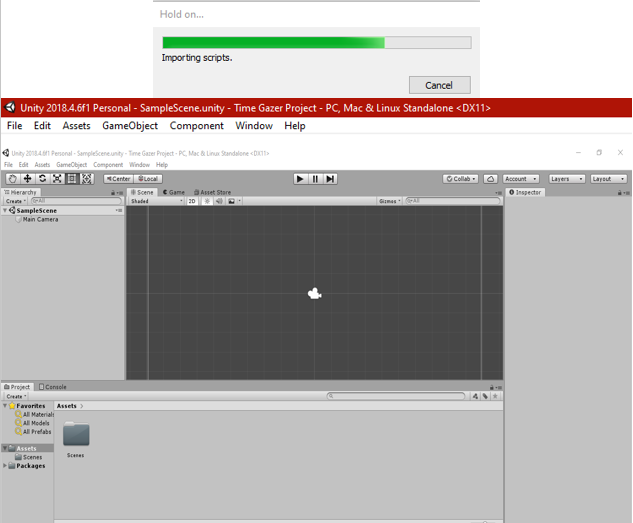 Hold on...
Importing scripts.
Cancel
Unity 2018.4.6f1 Personal - SampleScene.unity - Time Gazer Project - PC, Mac & Linux Standalone <DX11>
File Edit Assets GameObject Component Window Help
Unity 2018.4.6f1 Personal - SampleScene.unity - Time Gazer Project - PC, Mac & Linux Standalone <DX11>
File Edit Assets GameObject Component Window Help
Center Local Collab Account Layers Layout
Hierarchy Scene Game Asset Store Inspector
Create All Shaded 2D Gizmos All
SampleScene
Main Camera
Project Console
Create
Favorites Assets
All Materials
All Models
All Prefabs
Assets
Scenes Scenes
Packages